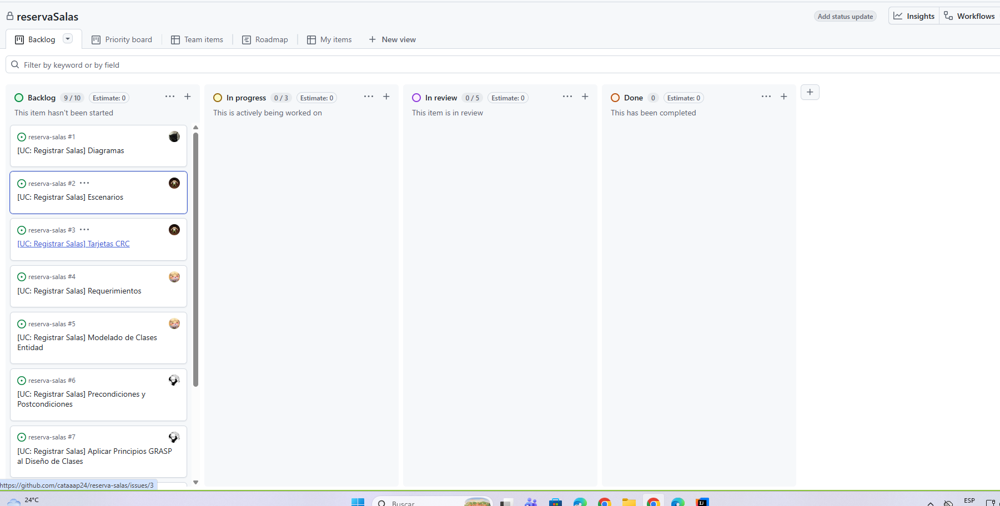 reservaSalas
Add status update
Insights
Workflows
Backlog
Priority board
Team items
Roadmap
My items
New view
Filter by keyword or by field
Backlog 9 / 10 Estimate: 0
This item hasn't been started
reserva-salas #1
[UC: Registrar Salas] Diagramas
reserva-salas #2
[UC: Registrar Salas] Escenarios
reserva-salas #3
[UC: Registrar Salas] Tarjetas CRC
reserva-salas #4
[UC: Registrar Salas] Requerimientos
reserva-salas #5
[UC: Registrar Salas] Modelado de Clases
Entidad
reserva-salas #6
[UC: Registrar Salas] Precondiciones y
Postcondiciones
reserva-salas #7
[UC: Registrar Salas] Aplicar Principios GRASP
al Diseño de Clases
In progress 0 / 3 Estimate: 0
This is actively being worked on
In review 0 / 5 Estimate: 0
This item is in review
Done 0 Estimate: 0
This has been completed
https://github.com/cataaap24/reserva-salas/issues/3
24°C
Buscar
IJ
ESP